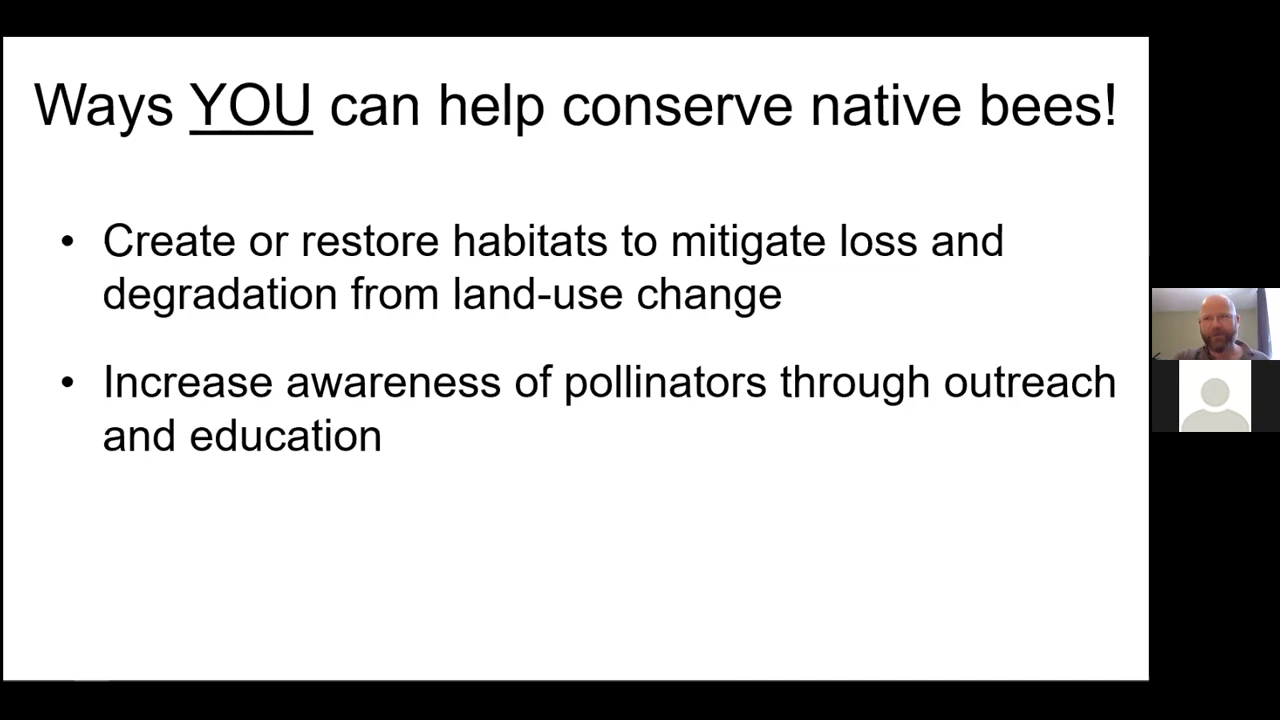 Ways YOU can help conserve native bees!
• Create or restore habitats to mitigate loss and
degradation from land-use change
• Increase awareness of pollinators through outreach
and education